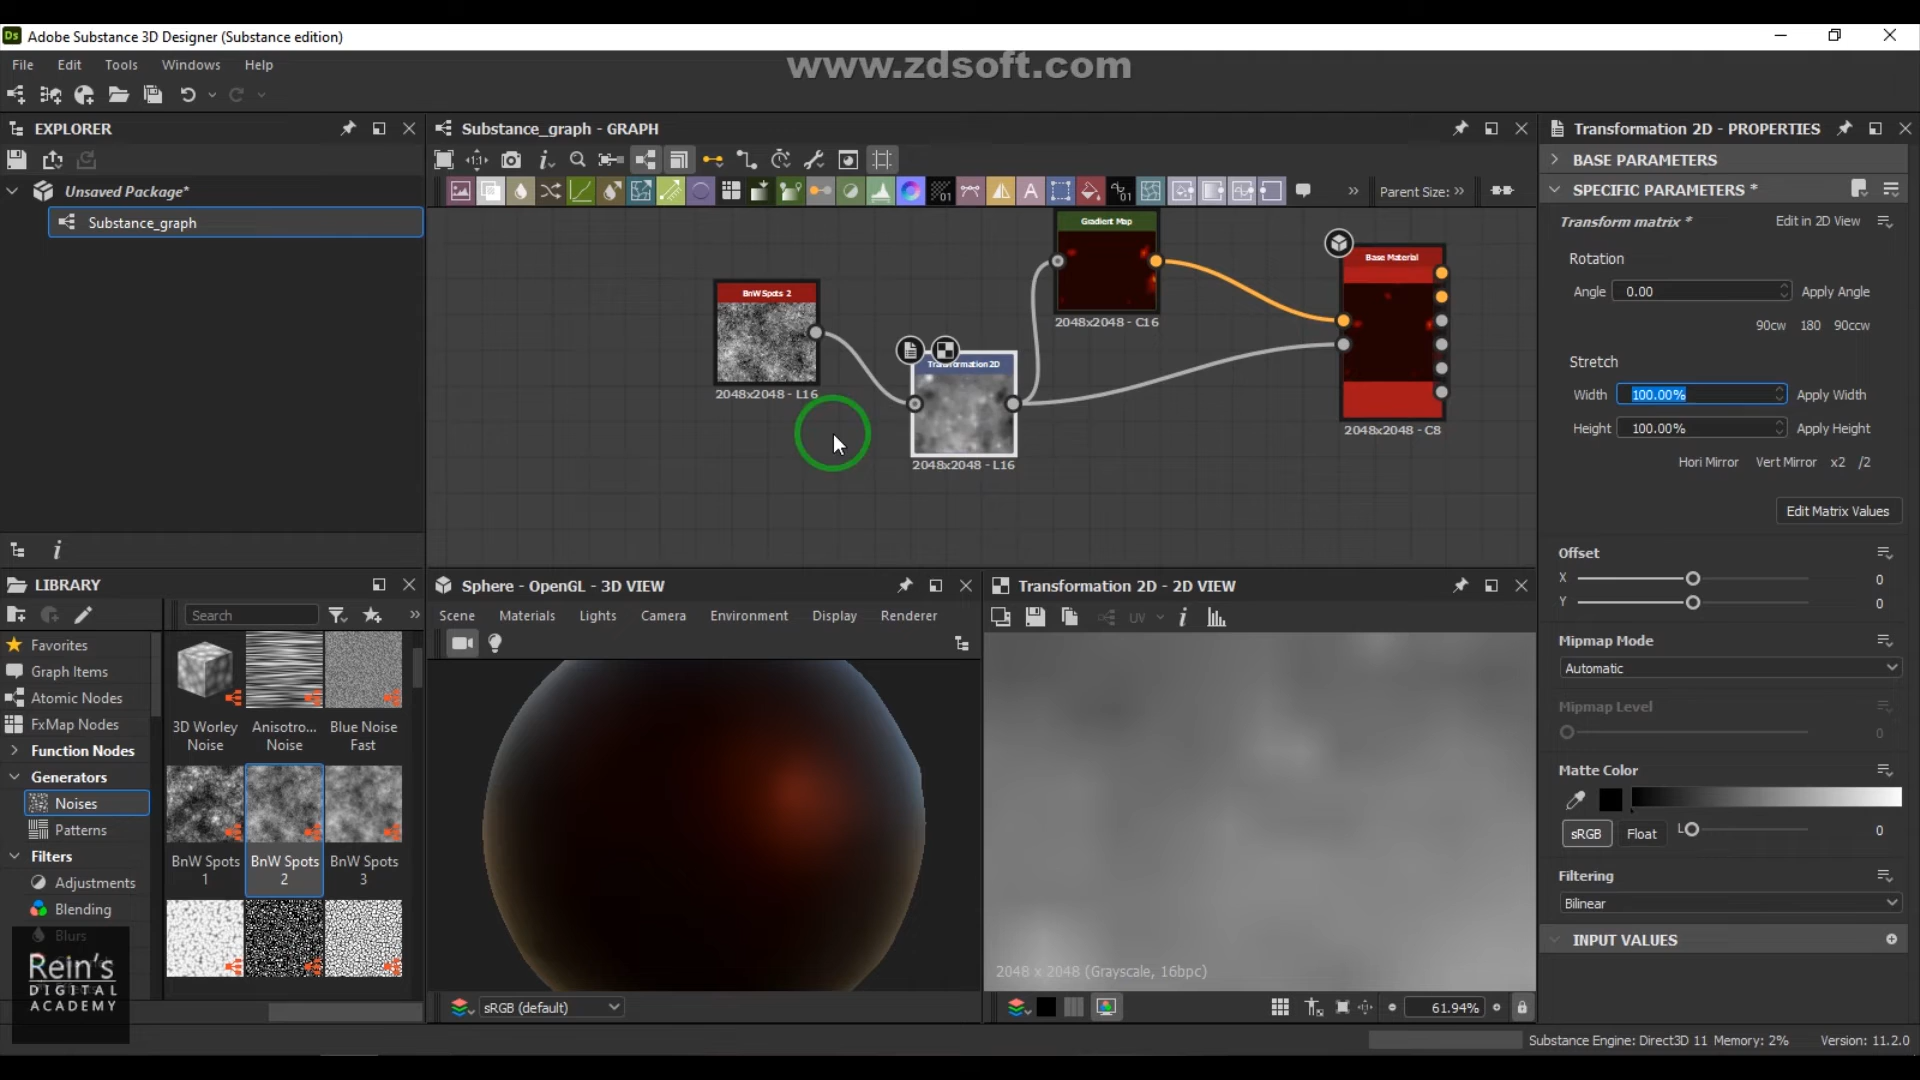 Ds Adobe Substance 3D Designer (Substance edition)
File Edit Tools Windows Help
www.zdsoft.com
EXPLORER
Unsaved Package*
Substance_graph
Substance_graph - GRAPH
Parent Size: >>
BnW Spots 2
2048x2048 - L16
Transformation 2D
2048x2048 - L16
Gradient Map
2048x2048 - C16
Base Material
2048x2048 - C8
Transformation 2D - PROPERTIES
BASE PARAMETERS
SPECIFIC PARAMETERS *
Transform matrix * Edit in 2D View
Rotation
Angle 0.00 Apply Angle
90cw 180 90ccw
Stretch
Width 100.00% Apply Width
Height 100.00% Apply Height
Hori Mirror Vert Mirror x2 /2
Edit Matrix Values
Offset
X 0
Y 0
Mipmap Mode
Automatic
Mipmap Level
0
Matte Color
sRGB Float L 0
Filtering
Bilinear
INPUT VALUES
LIBRARY
Search
Favorites
Graph Items
Atomic Nodes
FxMap Nodes
Function Nodes
Generators
Noises
Patterns
Filters
Adjustments
Blending
Blurs
3D Worley Noise
Anisotro... Noise
Blue Noise Fast
BnW Spots 1
BnW Spots 2
BnW Spots 3
Rein's
DIGITAL
ACADEMY
Sphere - OpenGL - 3D VIEW
Scene Materials Lights Camera Environment Display Renderer
sRGB (default)
Transformation 2D - 2D VIEW
UV
2048 x 2048 (Grayscale, 16bpc)
61.94%
Substance Engine: Direct3D 11 Memory: 2% Version: 11.2.0